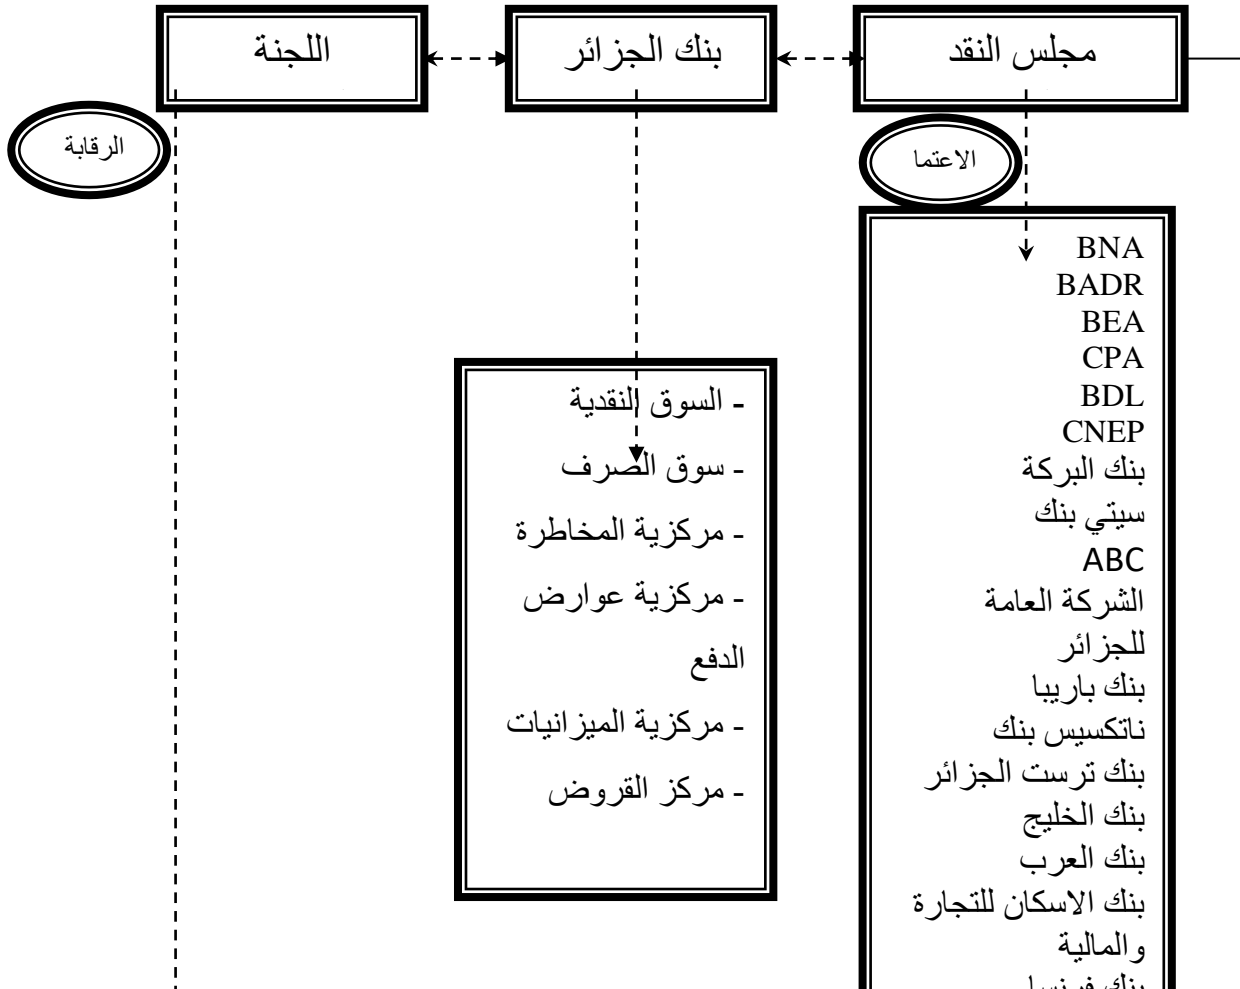 مجلس النقد
بنك الجزائر
اللجنة
الاعتما
الرقابة
BNA
BADR
BEA
CPA
BDL
CNEP
بنك البركة
سيتي بنك
ABC
الشركة العامة
للجزائر
بنك باريبا
ناتكسيس بنك
بنك ترست الجزائر
بنك الخليج
بنك العرب
بنك الاسكان للتجارة
والمالية
بنك فرنسا
- السوق النقدية
- سوق الصرف
- مركزية المخاطرة
- مركزية عوارض
الدفع
- مركزية الميزانيات
- مركز القروض